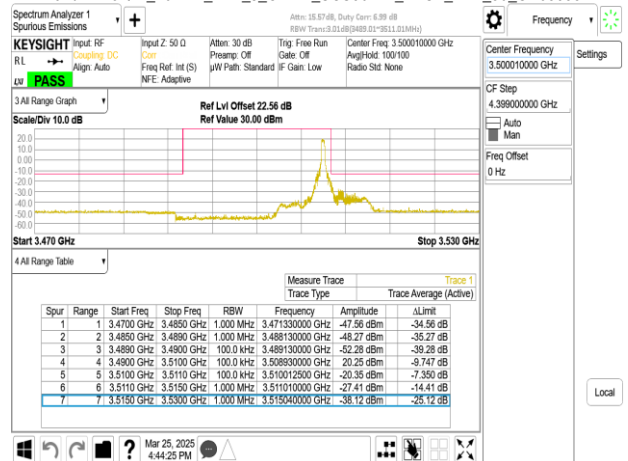 Spectrum Analyzer 1
Spurious Emissions
Attn: 15.57dB, Duty Corr: 6.99 dB
RBW Trans:3.01dB(3489.01~3511.01MHz)
Frequency
KEYSIGHT
RL
PASS
Input: RF
Coupling: DC
Align: Auto
Input Z: 50 Ω
Corr
Freq Ref: Int (S)
NFE: Adaptive
Atten: 30 dB
Preamp: Off
µW Path: Standard
Trig: Free Run
Gate: Off
IF Gain: Low
Center Freq: 3.500010000 GHz
Avg|Hold: 100/100
Radio Std: None
Center Frequency
3.500010000 GHz
Settings
CF Step
4.399000000 GHz
Auto
Man
Freq Offset
0 Hz
3 All Range Graph
Scale/Div 10.0 dB
Ref Lvl Offset 22.56 dB
Ref Value 30.00 dBm
20.0
10.0
0.00
-10.0
-20.0
-30.0
-40.0
-50.0
-60.0
Start 3.470 GHz
Stop 3.530 GHz
4 All Range Table
Measure Trace Trace 1
Trace Type Trace Average (Active)
Spur Range Start Freq Stop Freq RBW Frequency Amplitude ΔLimit
1 1 3.4700 GHz 3.4850 GHz 1.000 MHz 3.471330000 GHz -47.56 dBm -34.56 dB
2 2 3.4850 GHz 3.4890 GHz 1.000 MHz 3.488130000 GHz -48.27 dBm -35.27 dB
3 3 3.4890 GHz 3.4900 GHz 100.0 kHz 3.489130000 GHz -52.28 dBm -39.28 dB
4 4 3.4900 GHz 3.5100 GHz 100.0 kHz 3.508930000 GHz 20.25 dBm -9.747 dB
5 5 3.5100 GHz 3.5110 GHz 100.0 kHz 3.510012500 GHz -20.35 dBm -7.350 dB
6 6 3.5110 GHz 3.5150 GHz 1.000 MHz 3.511010000 GHz -27.41 dBm -14.41 dB
7 7 3.5150 GHz 3.5300 GHz 1.000 MHz 3.515040000 GHz -38.12 dBm -25.12 dB
Local
?
Mar 25, 2025
4:44:25 PM